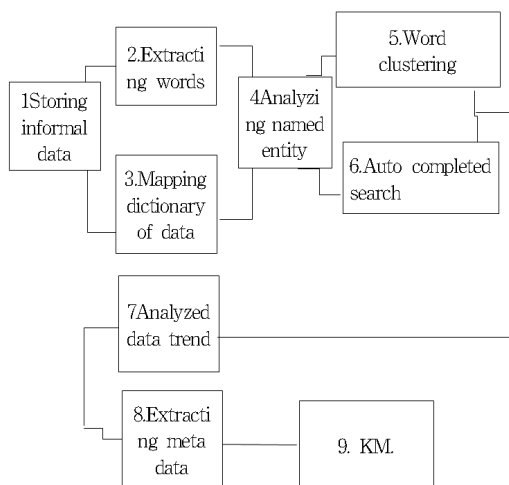 1Storing
informal
data
2.Extracti
ng words
3.Mapping
dictionary
of data
4Analyzi
ng named
entity
5.Word
clustering
6.Auto completed
search
7Analyzed
data trend
8.Extracti
ng meta
data
9. KM.